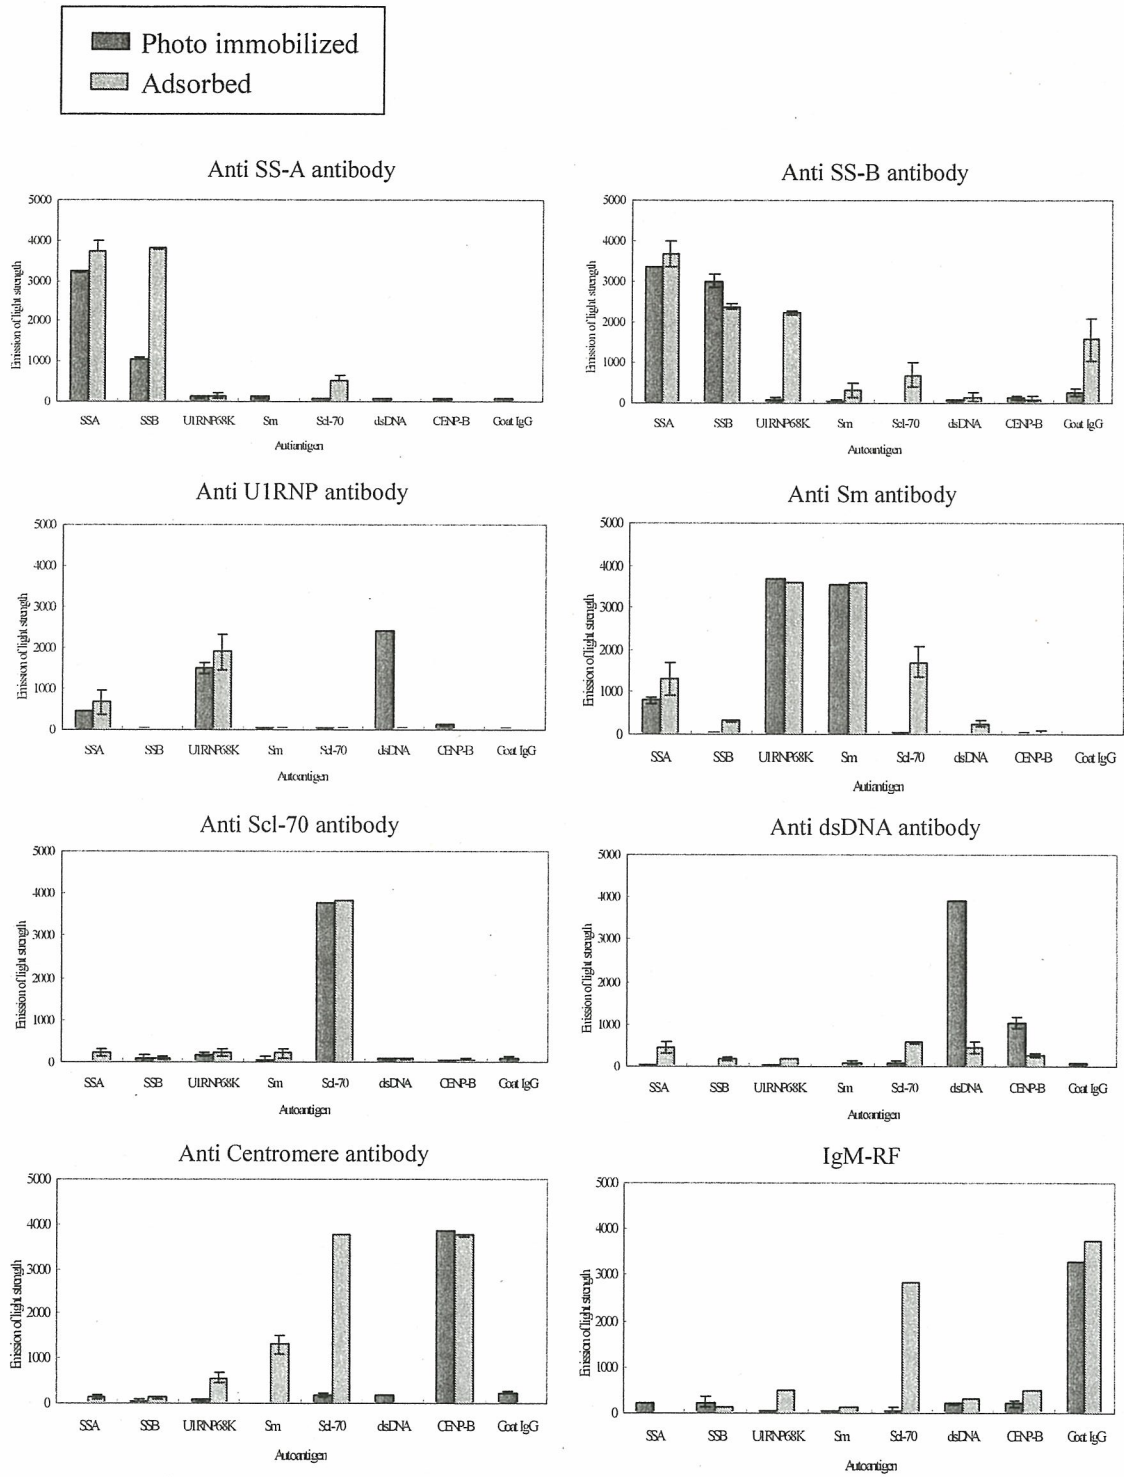 Photo immobilized
Adsorbed
Anti SS-A antibody
Emission of light strength
5000
4000
3000
2000
1000
0
SSA SSB U1RNP68K Sm Scl-70 dsDNA CENP-B Goat IgG
Autiantigen
Anti SS-B antibody
Emission of light strength
5000
4000
3000
2000
1000
0
SSA SSB U1RNP68K Sm Scl-70 dsDNA CENP-B Goat IgG
Autoantigen
Anti U1RNP antibody
Emission of light strength
5000
4000
3000
2000
1000
0
SSA SSB U1RNP68K Sm Scl-70 dsDNA CENP-B Goat IgG
Autoantigen
Anti Sm antibody
Emission of light strength
5000
4000
3000
2000
1000
0
SSA SSB U1RNP68K Sm Scl-70 dsDNA CENP-B Goat IgG
Autiantigen
Anti Scl-70 antibody
Emission of light strength
5000
4000
3000
2000
1000
0
SSA SSB U1RNP68K Sm Scl-70 dsDNA CENP-B Goat IgG
Autoantigen
Anti dsDNA antibody
Emission of light strength
5000
4000
3000
2000
1000
0
SSA SSB U1RNP68K Sm Scl-70 dsDNA CENP-B Goat IgG
Autoantigen
Anti Centromere antibody
Emission of light strength
5000
4000
3000
2000
1000
0
SSA SSB U1RNP68K Sm Scl-70 dsDNA CENP-B Goat IgG
Autoantigen
IgM-RF
Emission of light strength
5000
4000
3000
2000
1000
0
SSA SSB U1RNP68K Sm Scl-70 dsDNA CENP-B Goat IgG
Autoantigen